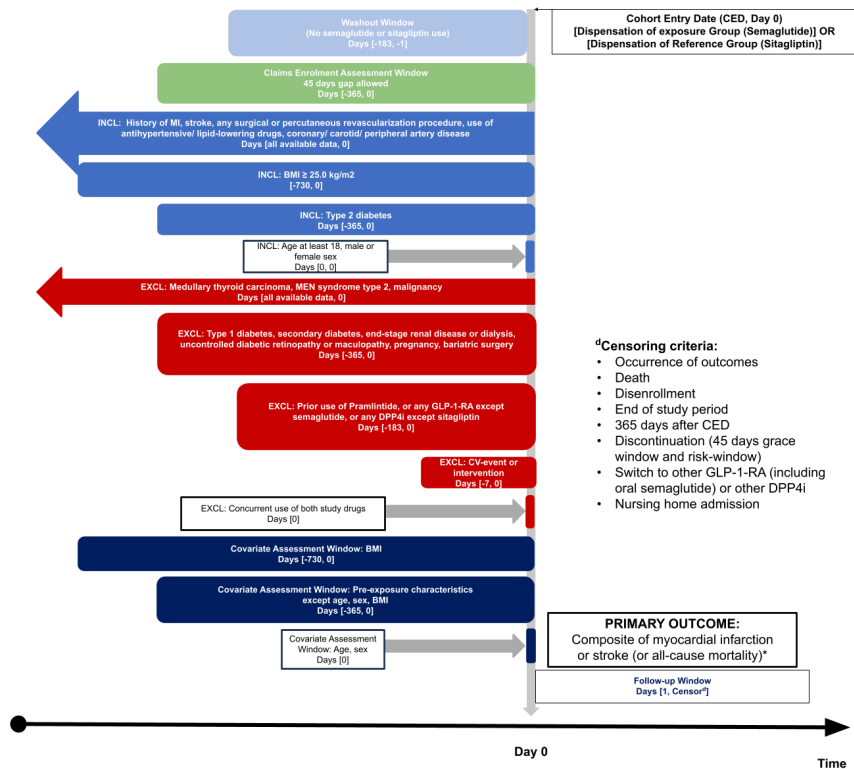 Washout Window
(No semaglutide or sitagliptin use)
Days [-183, -1]
Cohort Entry Date (CED, Day 0)
[Dispensation of exposure Group (Semaglutide)] OR
[Dispensation of Reference Group (Sitagliptin)]
Claims Enrolment Assessment Window
45 days gap allowed
Days [-365, 0]
INCL: History of MI, stroke, any surgical or percutaneous revascularization procedure, use of
antihypertensive/ lipid-lowering drugs, coronary/ carotid/ peripheral artery disease
Days [all available data, 0]
INCL: BMI ≥ 25.0 kg/m2
[-730, 0]
INCL: Type 2 diabetes
Days [-365, 0]
INCL: Age at least 18, male or
female sex
Days [0, 0]
EXCL: Medullary thyroid carcinoma, MEN syndrome type 2, malignancy
Days [all available data, 0]
EXCL: Type 1 diabetes, secondary diabetes, end-stage renal disease or dialysis,
uncontrolled diabetic retinopathy or maculopathy, pregnancy, bariatric surgery
Days [-365, 0]
EXCL: Prior use of Pramlintide, or any GLP-1-RA except
semaglutide, or any DPP4i except sitagliptin
Days [-183, 0]
EXCL: CV-event or
intervention
Days [-7, 0]
EXCL: Concurrent use of both study drugs
Days [0]
Covariate Assessment Window: BMI
Days [-730, 0]
Covariate Assessment Window: Pre-exposure characteristics
except age, sex, BMI
Days [-365, 0]
Covariate Assessment
Window: Age, sex
Days [0]
dCensoring criteria:
• Occurrence of outcomes
• Death
• Disenrollment
• End of study period
• 365 days after CED
• Discontinuation (45 days grace
window and risk-window)
• Switch to other GLP-1-RA (including
oral semaglutide) or other DPP4i
• Nursing home admission
PRIMARY OUTCOME:
Composite of myocardial infarction
or stroke (or all-cause mortality)*
Follow-up Window
Days [1, Censord]
Day 0
Time